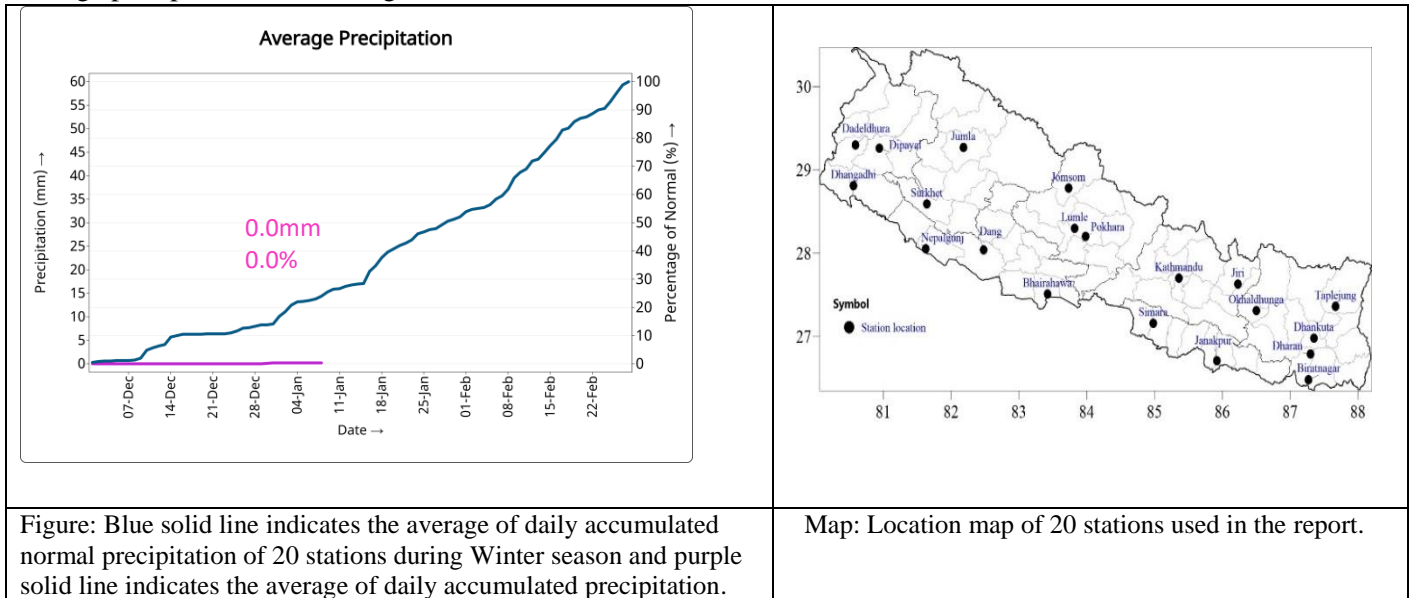 Average Precipitation
Precipitation (mm) →
60
55
50
45
40
35
30
25
20
15
10
5
0
0.0mm
0.0%
100
90
80
70
60
50
40
30
20
10
0
Percentage of Normal (%) →
07-Dec
14-Dec
21-Dec
28-Dec
04-Jan
11-Jan
18-Jan
25-Jan
01-Feb
08-Feb
15-Feb
22-Feb
Date →
30
29
28
27
Dadeldhura
Dipayal
Jumla
Dhangadhi
Surkhet
Jomsom
Lumle
Pokhara
Nepalgunj
Dang
Bhairahawa
Kathmandu
Jiri
Okhaldhunga
Taplejung
Simara
Dhankuta
Janakpur
Dharan
Biratnagar
Symbol
Station location
81
82
83
84
85
86
87
88
Figure: Blue solid line indicates the average of daily accumulated
normal precipitation of 20 stations during Winter season and purple
solid line indicates the average of daily accumulated precipitation.
Map: Location map of 20 stations used in the report.